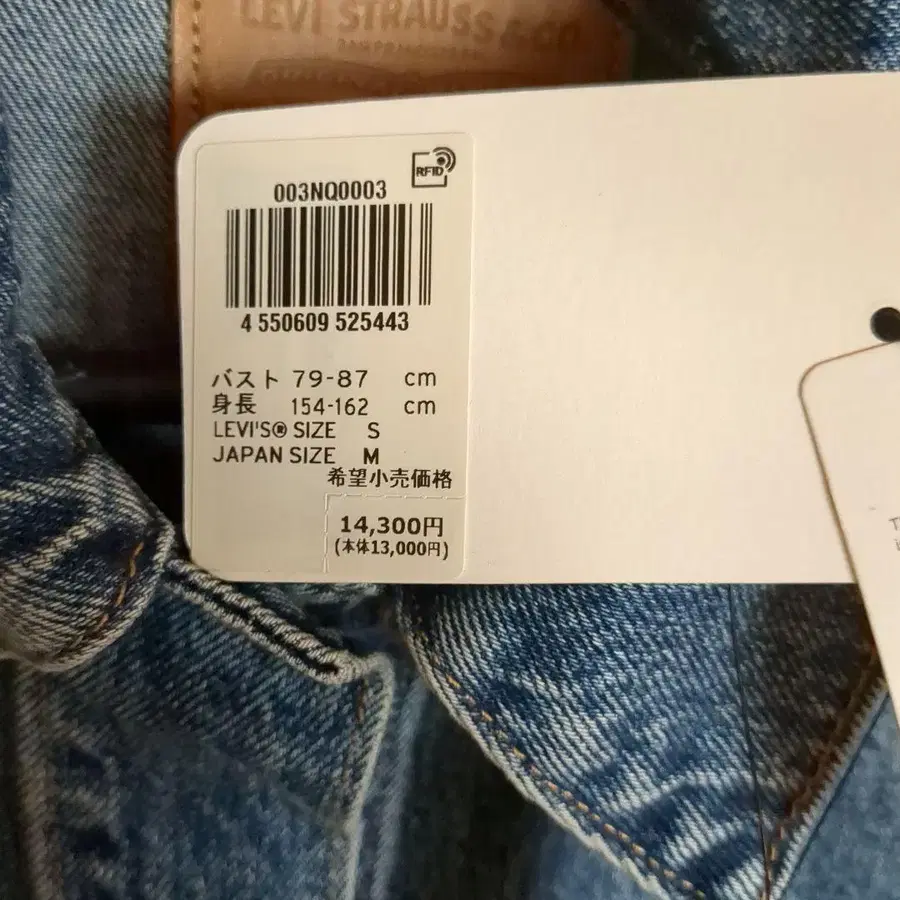 LEVI STRAUSS & CO
RFID
003NQ0003
4 550609 525443
バスト 79-87 cm
身長 154-162 cm
LEVI'S® SIZE S
JAPAN SIZE M
希望小売価格
14,300円
(本体13,000円)